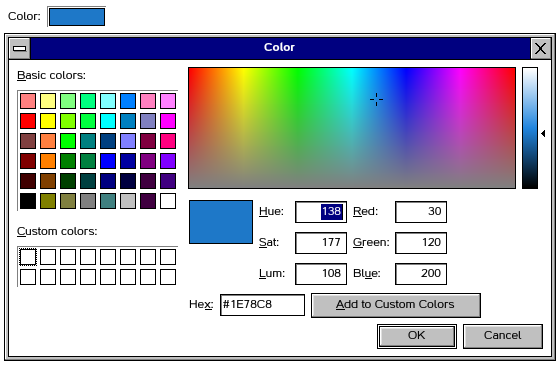 Color:
Color
Basic colors:
Custom colors:
Hue: 138 Red: 30
Sat: 177 Green: 120
Lum: 108 Blue: 200
Hex: #1E78C8 Add to Custom Colors
OK Cancel